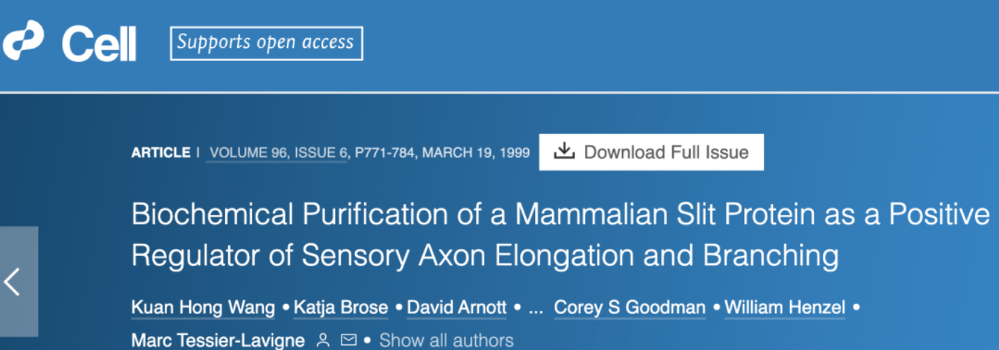 Cell Supports open access
ARTICLE | VOLUME 96, ISSUE 6, P771-784, MARCH 19, 1999 Download Full Issue
Biochemical Purification of a Mammalian Slit Protein as a Positive
Regulator of Sensory Axon Elongation and Branching
Kuan Hong Wang • Katja Brose • David Arnott • ... Corey S Goodman • William Henzel •
Marc Tessier-Lavigne • Show all authors